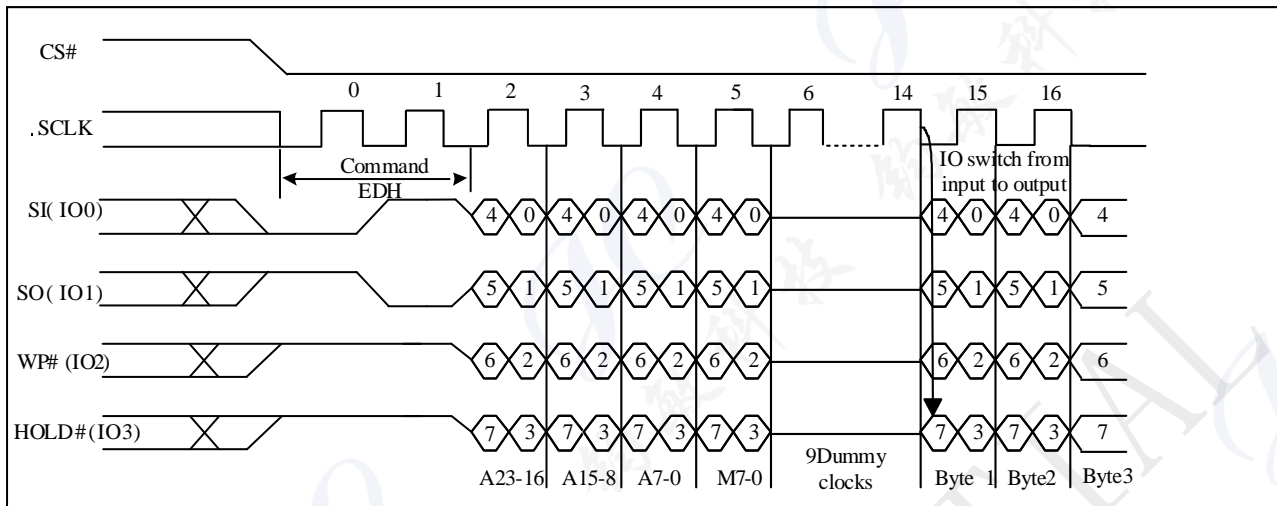 CS#
0 1 2 3 4 5 6 14 15 16
.SCLK
Command
EDH
IO switch from
input to output
SI( IO0)
4 0 4 0 4 0 4 0 4 0 4 0 4
SO( IO1)
5 1 5 1 5 1 5 1 5 1 5 1 5
WP# (IO2)
6 2 6 2 6 2 6 2 6 2 6 2 6
HOLD# (IO3)
7 3 7 3 7 3 7 3 7 3 7 3 7
A23-16 A15-8 A7-0 M7-0
9Dummy
clocks
Byte 1 Byte2 Byte3
TIAL